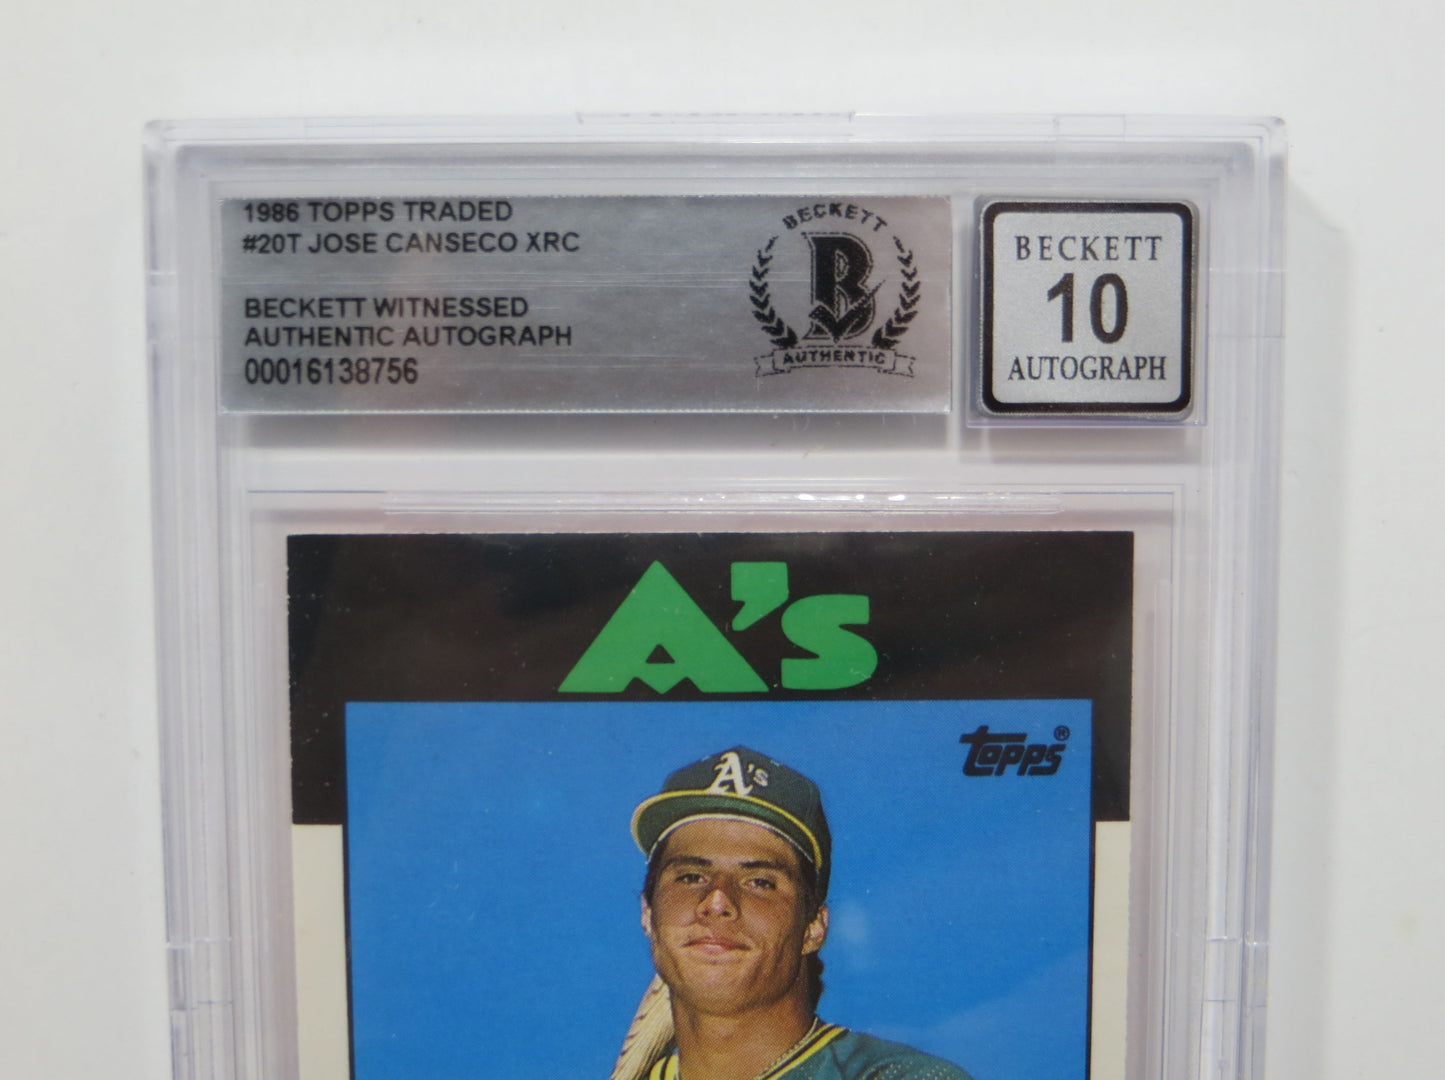 1986 TOPPS TRADED
#20T JOSE CANSECO XRC
BECKETT WITNESSED
AUTHENTIC AUTOGRAPH
00016138756
BECKETT
B
AUTHENTIC
BECKETT
10
AUTOGRAPH
A's
topps®
A's